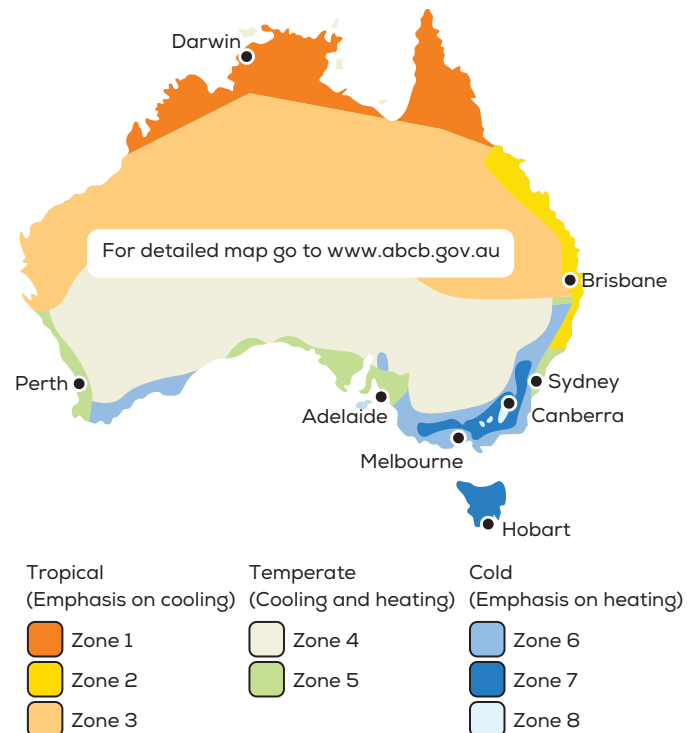 Darwin
For detailed map go to www.abcb.gov.au
Brisbane
Perth
Sydney
Adelaide
Canberra
Melbourne
Hobart
Tropical
(Emphasis on cooling)
Zone 1
Zone 2
Zone 3
Temperate
(Cooling and heating)
Zone 4
Zone 5
Cold
(Emphasis on heating)
Zone 6
Zone 7
Zone 8